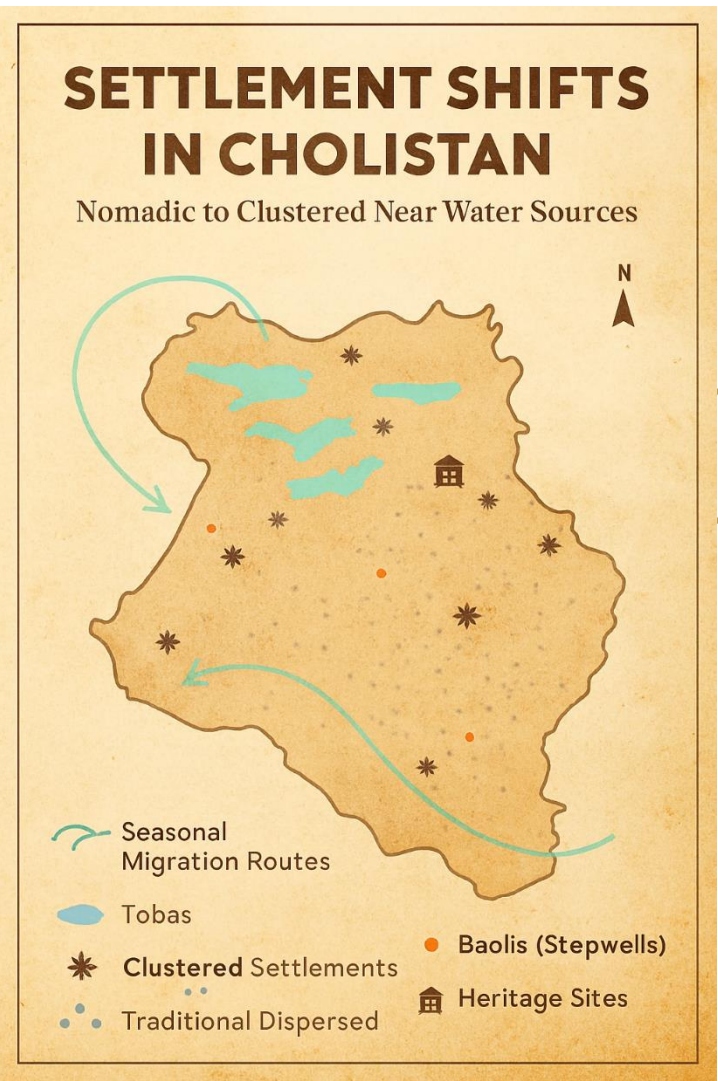 SETTLEMENT SHIFTS
IN CHOLISTAN
Nomadic to Clustered Near Water Sources
N
Seasonal
Migration Routes
Tobas
Clustered Settlements
Traditional Dispersed
Baolis (Stepwells)
Heritage Sites